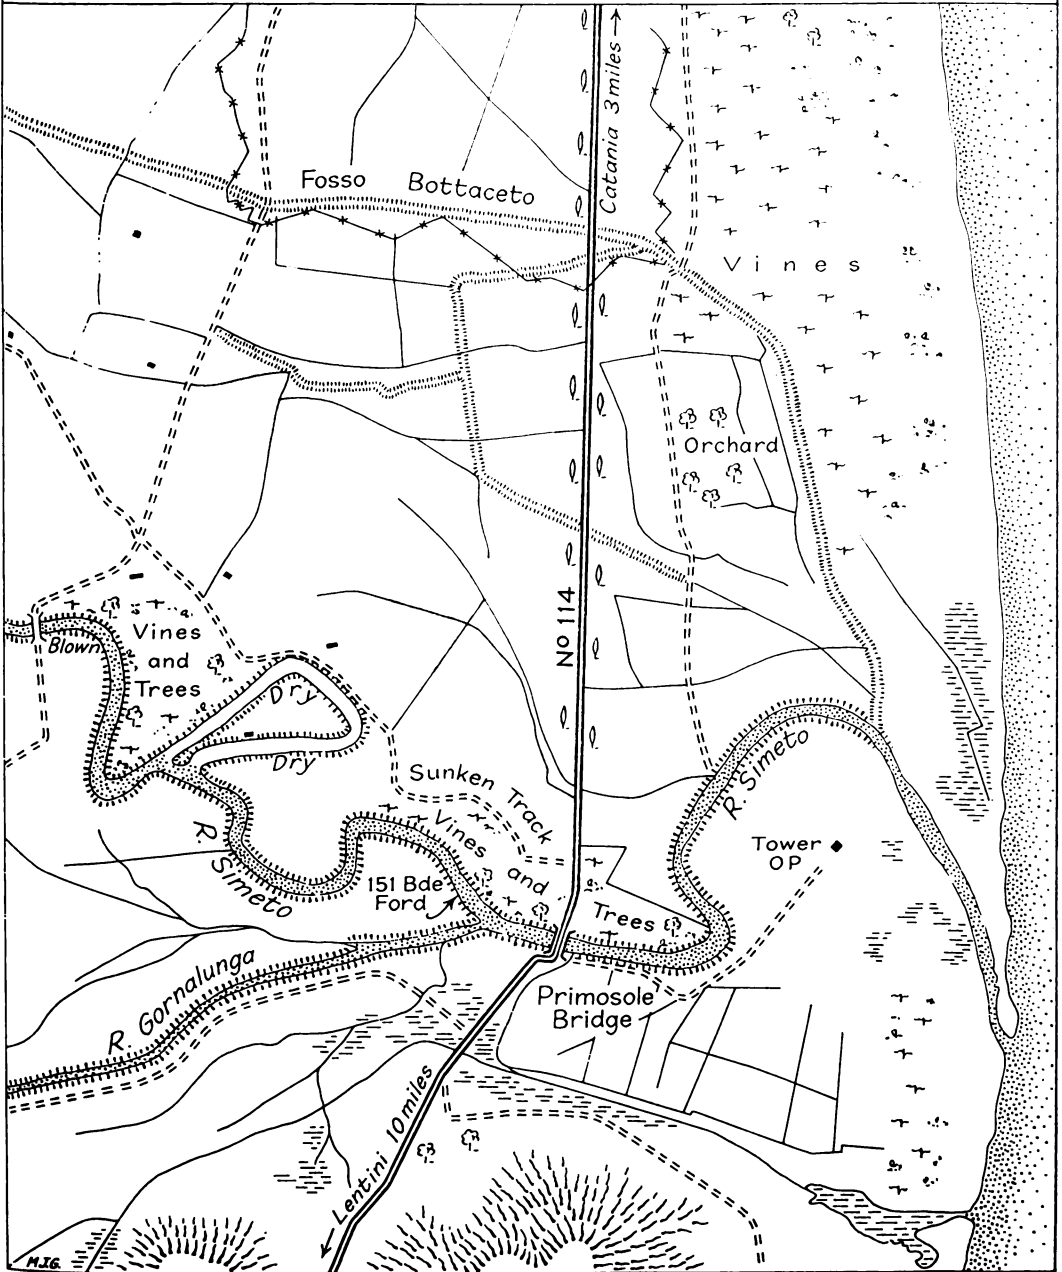 Catania 3 miles
Fosso Bottaceto
Vines
Orchard
No 114
Blown
Vines
and
Trees
Dry
Dry
Sunken Track
R. Simeto
Vines
and
Trees
R. Simeto
Tower
OP
151 Bde
Ford
R. Gornalunga
Primosole
Bridge
Lentini 10 miles
M.J.G.